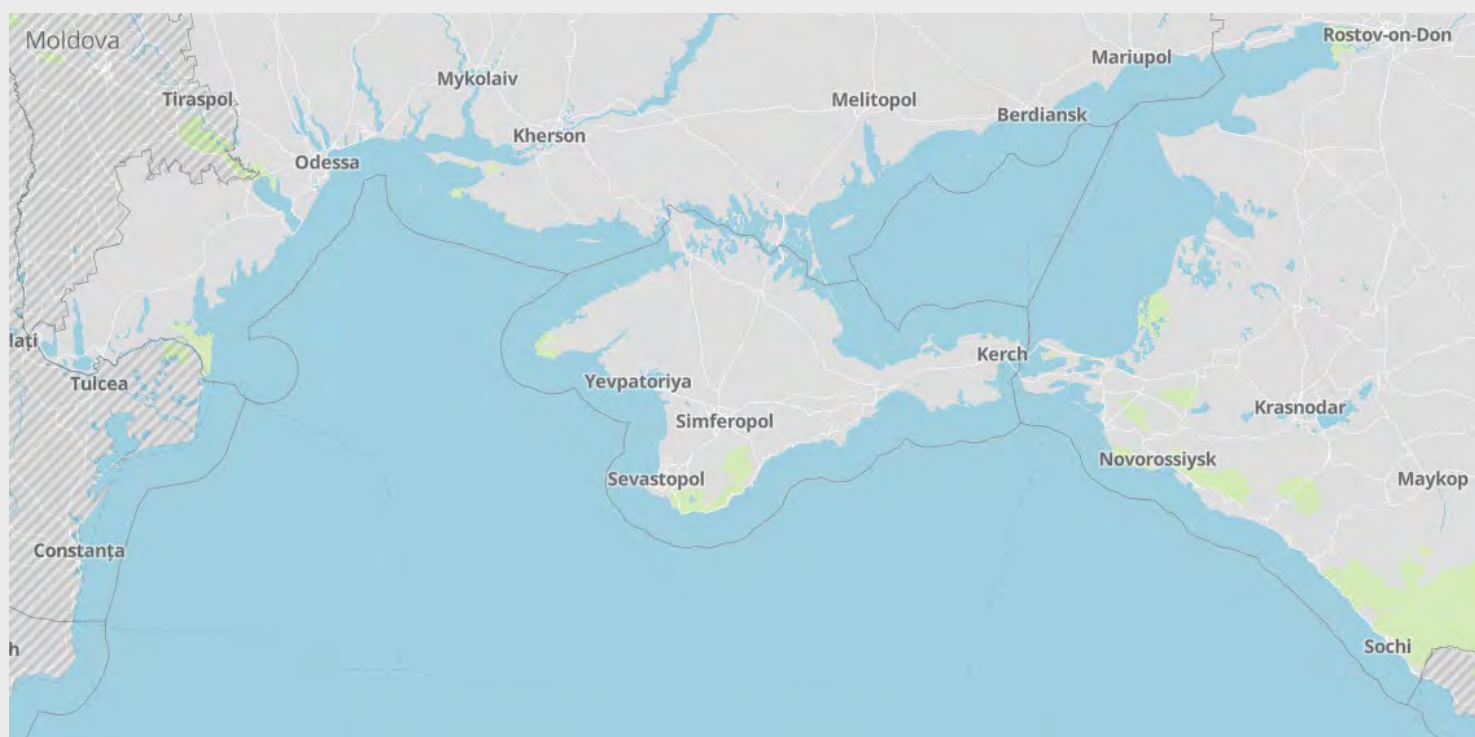 Moldova
Rostov-on-Don
Mariupol
Mykolaiv
Tiraspol
Melitopol
Berdiansk
Kherson
Odessa
lați
Kerch
Tulcea
Yevpatoriya
Krasnodar
Simferopol
Novorossiysk
Sevastopol
Maykop
Constanța
Sochi
h